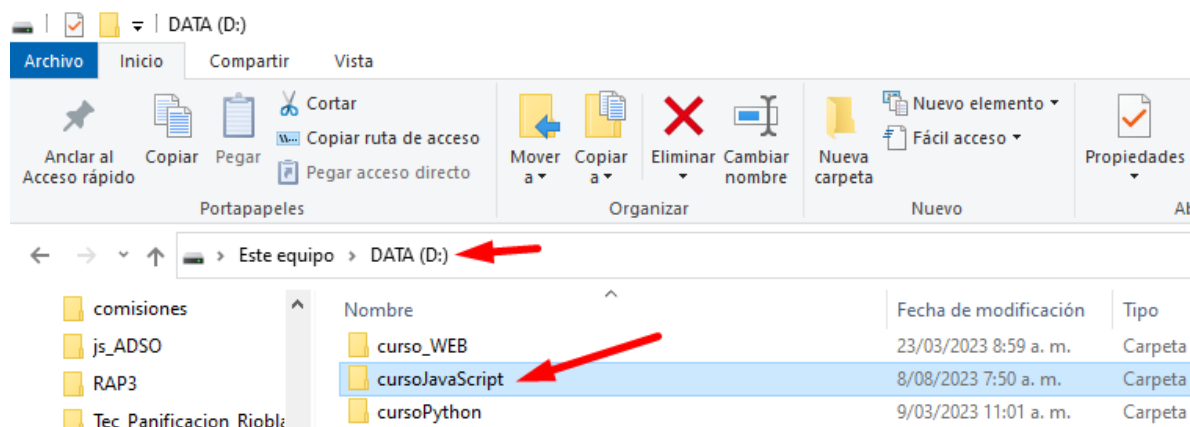 DATA (D:)
Archivo Inicio Compartir Vista
Anclar al Acceso rápido
Copiar
Pegar
Cortar
Copiar ruta de acceso
Pegar acceso directo
Portapapeles
Mover a
Copiar a
Eliminar
Cambiar nombre
Organizar
Nueva carpeta
Nuevo elemento
Fácil acceso
Nuevo
Propiedades
Este equipo > DATA (D:)
comisiones
js_ADSO
RAP3
Tec_Panificacion_Riobla
Nombre Fecha de modificación Tipo
curso_WEB 23/03/2023 8:59 a. m. Carpeta
cursoJavaScript 8/08/2023 7:50 a. m. Carpeta
cursoPython 9/03/2023 11:01 a. m. Carpeta